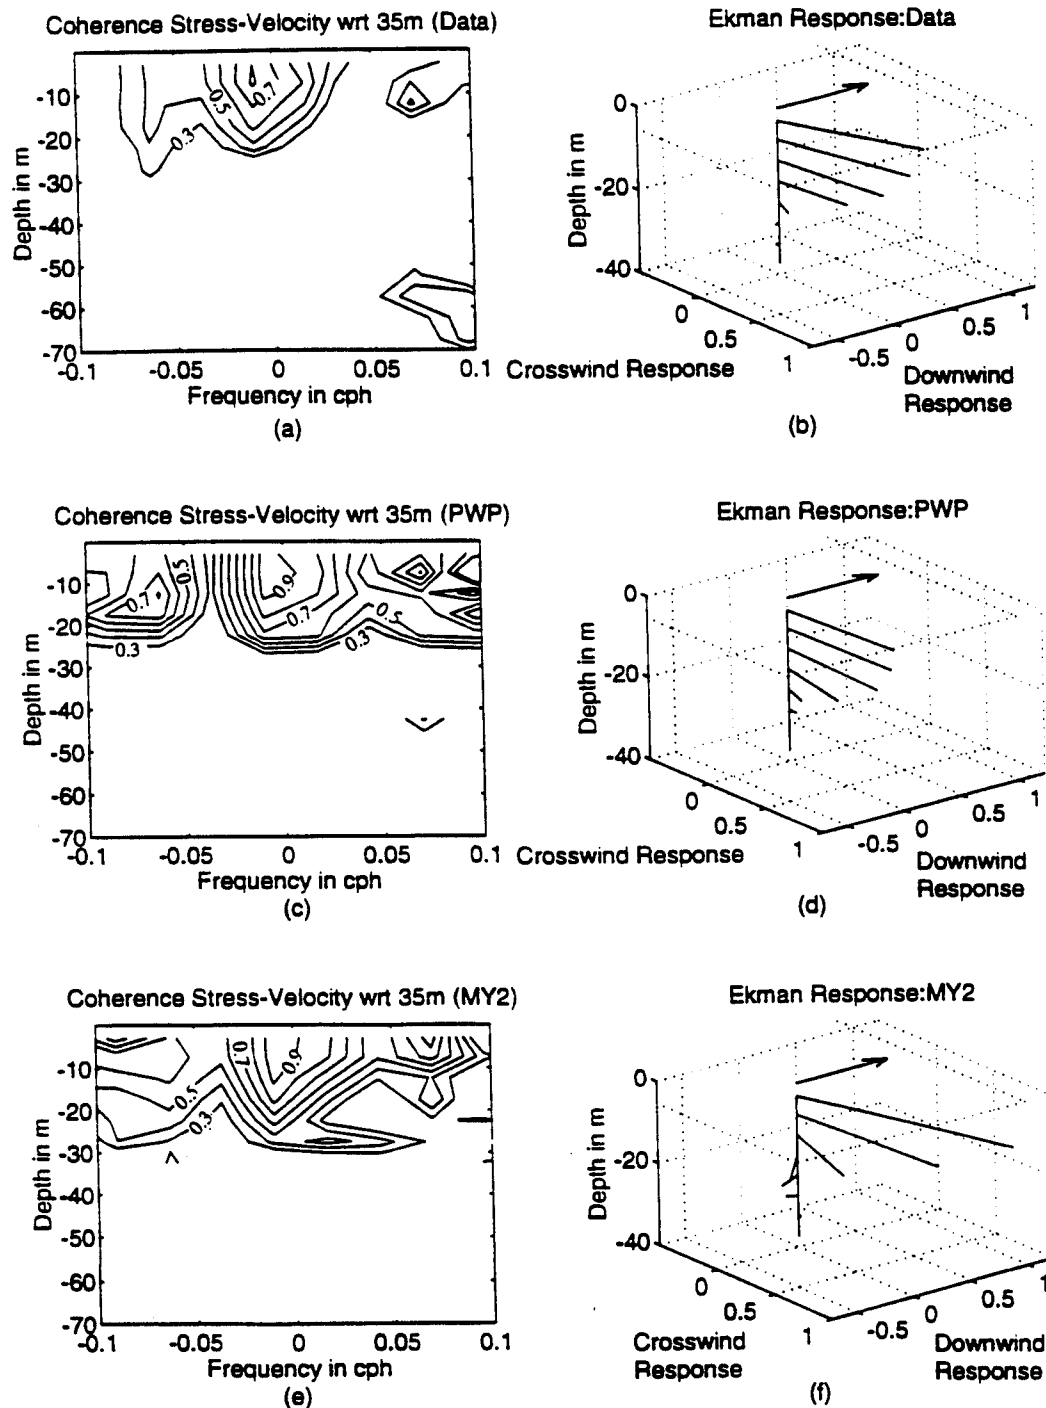 Coherence Stress-Velocity wrt 35m (Data)
Ekman Response:Data
-10
-20
-30
-40
-50
-60
-70
Depth in m
0.5
0.7
0.3
-0.1
-0.05
0
0.05
0.1
Frequency in cph
(a)
0
-20
-40
Depth in m
0
0.5
1
Crosswind Response
-0.5
0
0.5
1
Downwind
Response
(b)
Coherence Stress-Velocity wrt 35m (PWP)
Ekman Response:PWP
-10
-20
-30
-40
-50
-60
-70
Depth in m
0.7
0.5
0.3
0.9
0.7
0.5
0.3
-0.1
-0.05
0
0.05
0.1
Frequency in cph
(c)
0
-20
-40
Depth in m
0
0.5
1
Crosswind Response
-0.5
0
0.5
1
Downwind
Response
(d)
Coherence Stress-Velocity wrt 35m (MY2)
Ekman Response:MY2
-10
-20
-30
-40
-50
-60
-70
Depth in m
0.7
0.9
0.5
0.3
-0.1
-0.05
0
0.05
0.1
Frequency in cph
(e)
0
-20
-40
Depth in m
0
0.5
1
Crosswind
Response
-0.5
0
0.5
1
Downwind
Response
(f)